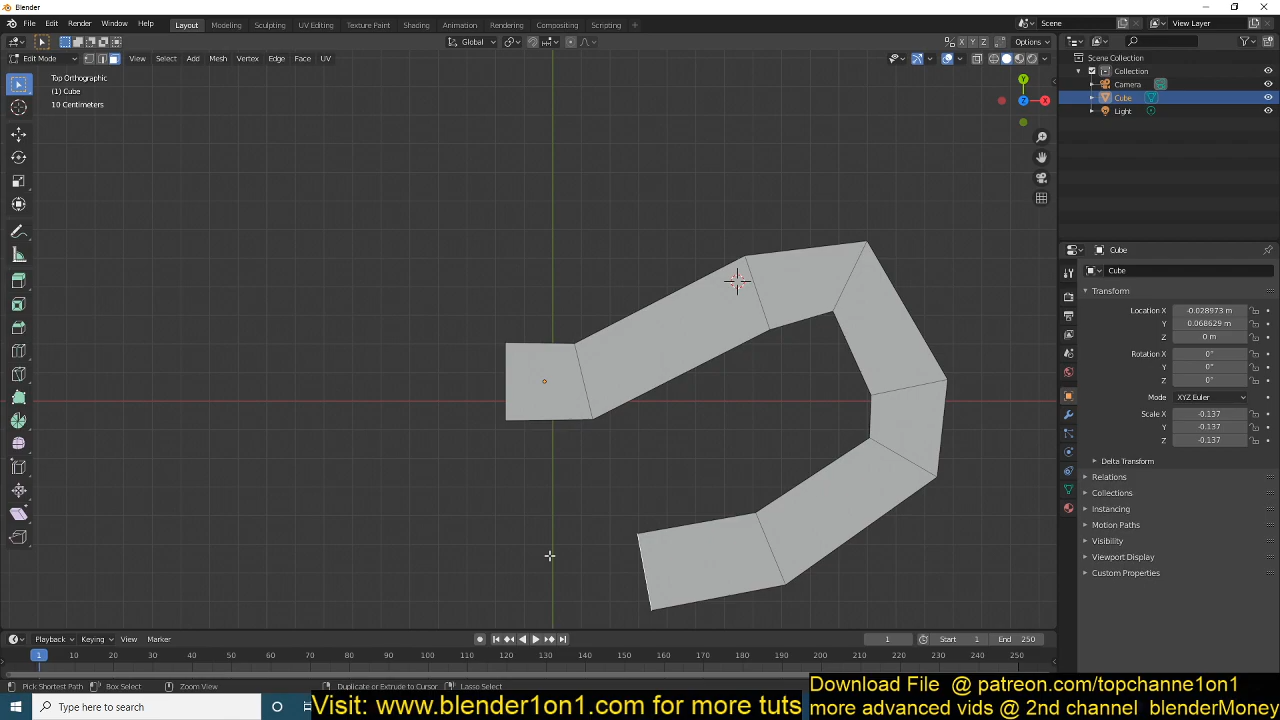 Blender
File Edit Render Window Help Layout Modeling Sculpting UV Editing Texture Paint Shading Animation Rendering Compositing Scripting Scene View Layer
Global X Y Z Options
Edit Mode View Select Add Mesh Vertex Edge Face UV
Top Orthographic
(1) Cube
10 Centimeters
Y
Z X
Scene Collection
Collection
Camera
Cube
Light
Cube
Cube
Transform
Location X -0.028973 m
Y 0.068629 m
Z 0 m
Rotation X 0°
Y 0°
Z 0°
Mode XYZ Euler
Scale X -0.137
Y -0.137
Z -0.137
Delta Transform
Relations
Collections
Instancing
Motion Paths
Visibility
Viewport Display
Custom Properties
Playback Keying View Marker 1 Start 1 End 250
1 10 20 30 40 50 60 70 80 90 100 110 120 130 140 150 160 170 180 190 200 210 220 230 240 250
Pick Shortest Path Box Select Zoom View Duplicate or Extrude to Cursor Lasso Select
Type here to search
Visit: www.blender1on1.com for more tuts
Download File @ patreon.com/topchanne1on1
more advanced vids @ 2nd channel blenderMoney